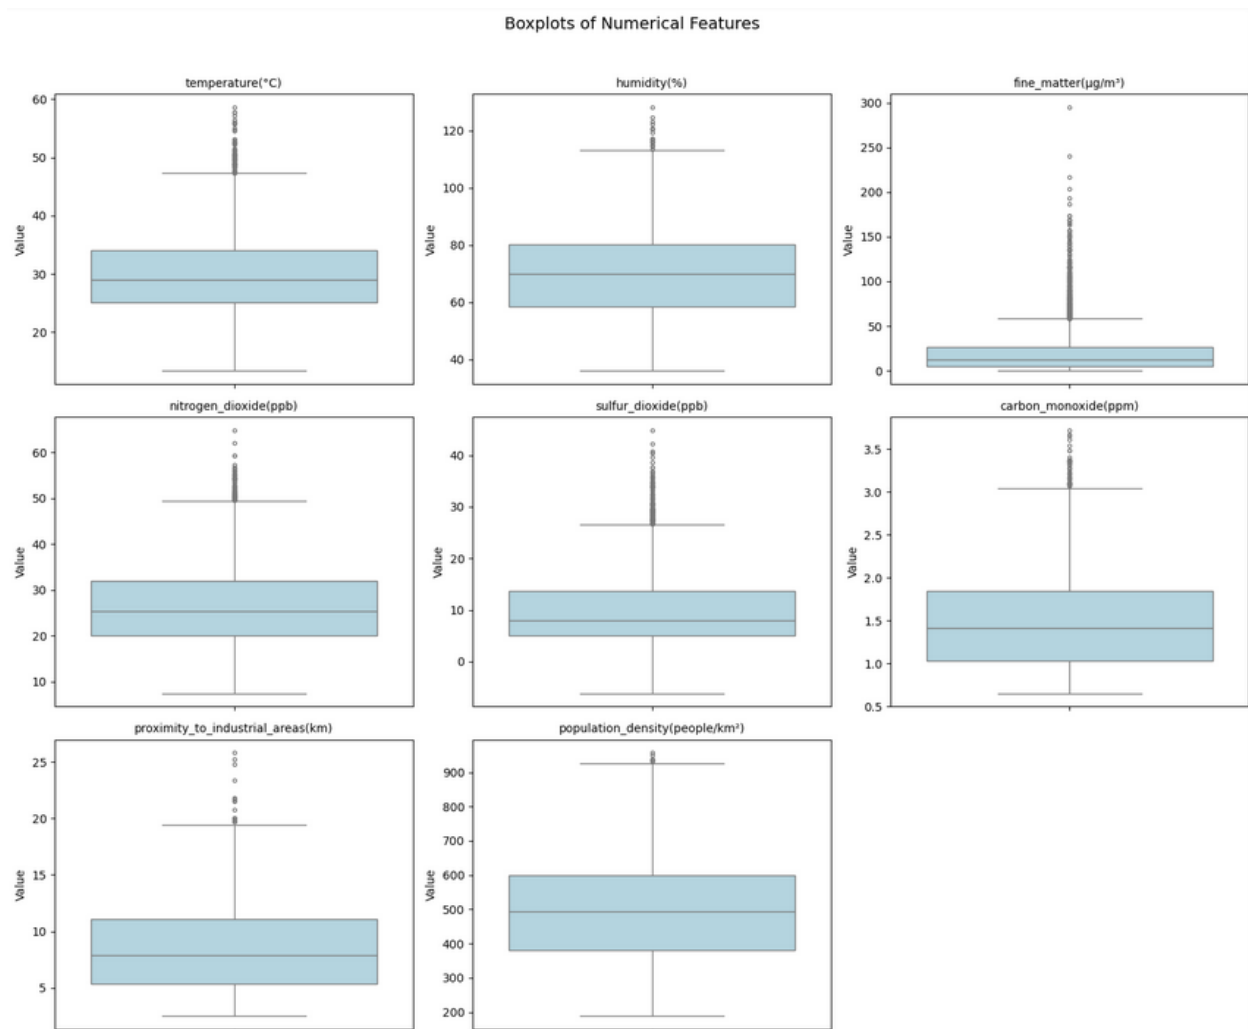 Boxplots of Numerical Features
temperature(°C)
60
50
40
30
20
Value
humidity(%)
120
100
80
60
40
Value
fine_matter(µg/m³)
300
250
200
150
100
50
0
Value
nitrogen_dioxide(ppb)
60
50
40
30
20
10
Value
sulfur_dioxide(ppb)
40
30
20
10
0
Value
carbon_monoxide(ppm)
3.5
3.0
2.5
2.0
1.5
1.0
0.5
Value
proximity_to_industrial_areas(km)
25
20
15
10
5
Value
population_density(people/km²)
900
800
700
600
500
400
300
200
Value